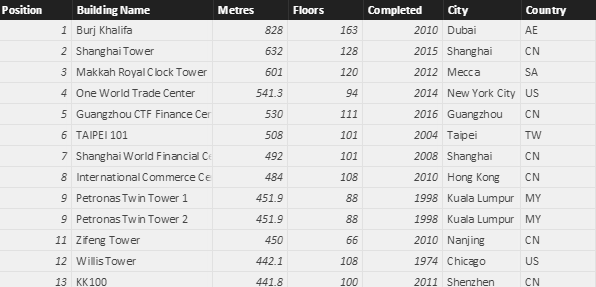 Position Building Name Metres Floors Completed City Country
1 Burj Khalifa 828 163 2010 Dubai AE
2 Shanghai Tower 632 128 2015 Shanghai CN
3 Makkah Royal Clock Tower 601 120 2012 Mecca SA
4 One World Trade Center 541.3 94 2014 New York City US
5 Guangzhou CTF Finance Cer 530 111 2016 Guangzhou CN
6 TAIPEI 101 508 101 2004 Taipei TW
7 Shanghai World Financial C 492 101 2008 Shanghai CN
8 International Commerce Ce 484 108 2010 Hong Kong CN
9 Petronas Twin Tower 1 451.9 88 1998 Kuala Lumpur MY
9 Petronas Twin Tower 2 451.9 88 1998 Kuala Lumpur MY
11 Zifeng Tower 450 66 2010 Nanjing CN
12 Willis Tower 442.1 108 1974 Chicago US
13 KK100 441.8 100 2011 Shenzhen CN